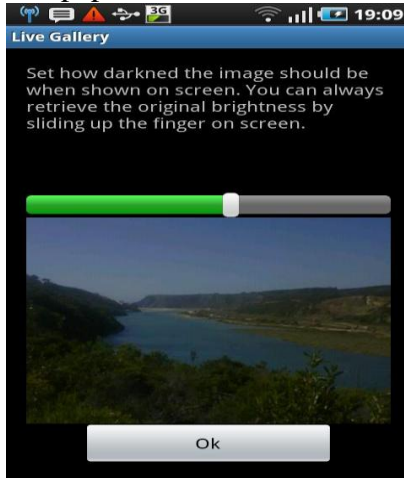 3G
19:09
Live Gallery
Set how darkned the image should be
when shown on screen. You can always
retrieve the original brightness by
sliding up the finger on screen.
Ok